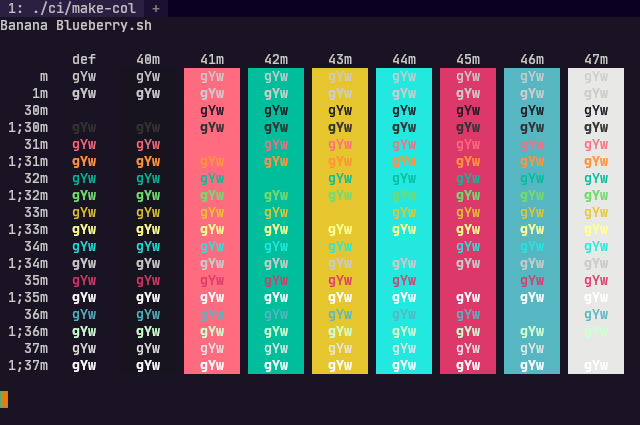 1: ./ci/make-col +
Banana Blueberry.sh
def 40m 41m 42m 43m 44m 45m 46m 47m
m gYw gYw gYw gYw gYw gYw gYw gYw gYw
1m gYw gYw gYw gYw gYw gYw gYw gYw gYw
30m gYw gYw gYw gYw gYw gYw gYw
1;30m gYw gYw gYw gYw gYw gYw gYw gYw gYw
31m gYw gYw gYw gYw gYw gYw gYw gYw
1;31m gYw gYw gYw gYw gYw gYw gYw gYw gYw
32m gYw gYw gYw gYw gYw gYw gYw gYw
1;32m gYw gYw gYw gYw gYw gYw gYw gYw gYw
33m gYw gYw gYw gYw gYw gYw gYw gYw
1;33m gYw gYw gYw gYw gYw gYw gYw gYw gYw
34m gYw gYw gYw gYw gYw gYw gYw gYw
1;34m gYw gYw gYw gYw gYw gYw gYw gYw gYw
35m gYw gYw gYw gYw gYw gYw gYw gYw
1;35m gYw gYw gYw gYw gYw gYw gYw gYw gYw
36m gYw gYw gYw gYw gYw gYw gYw gYw
1;36m gYw gYw gYw gYw gYw gYw gYw gYw gYw
37m gYw gYw gYw gYw gYw gYw gYw gYw
1;37m gYw gYw gYw gYw gYw gYw gYw gYw gYw